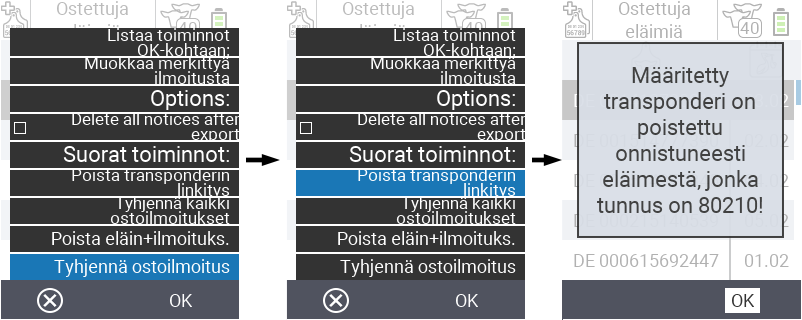 Ostettuja
eläimiä
40
Listaa toiminnot
OK-kohtaan:
Muokkaa merkittyä
ilmoitusta
Options:
Delete all notices after
export
Suorat toiminnot:
Poista transponderin
linkitys
Tyhjennä kaikki
ostoilmoitukset
Poista eläin+ilmoituks.
Tyhjennä ostoilmoitus
OK
Ostettuja
eläimiä
40
Listaa toiminnot
OK-kohtaan:
Muokkaa merkittyä
ilmoitusta
Options:
Delete all notices after
export
Suorat toiminnot:
Poista transponderin
linkitys
Tyhjennä kaikki
ostoilmoitukset
Poista eläin+ilmoituks.
Tyhjennä ostoilmoitus
OK
Ostettuja
eläimiä
40
Määritetty
transponderi on
poistettu
onnistuneesti
eläimestä, jonka
tunnus on 80210!
DE 000615692447 01.02
OK